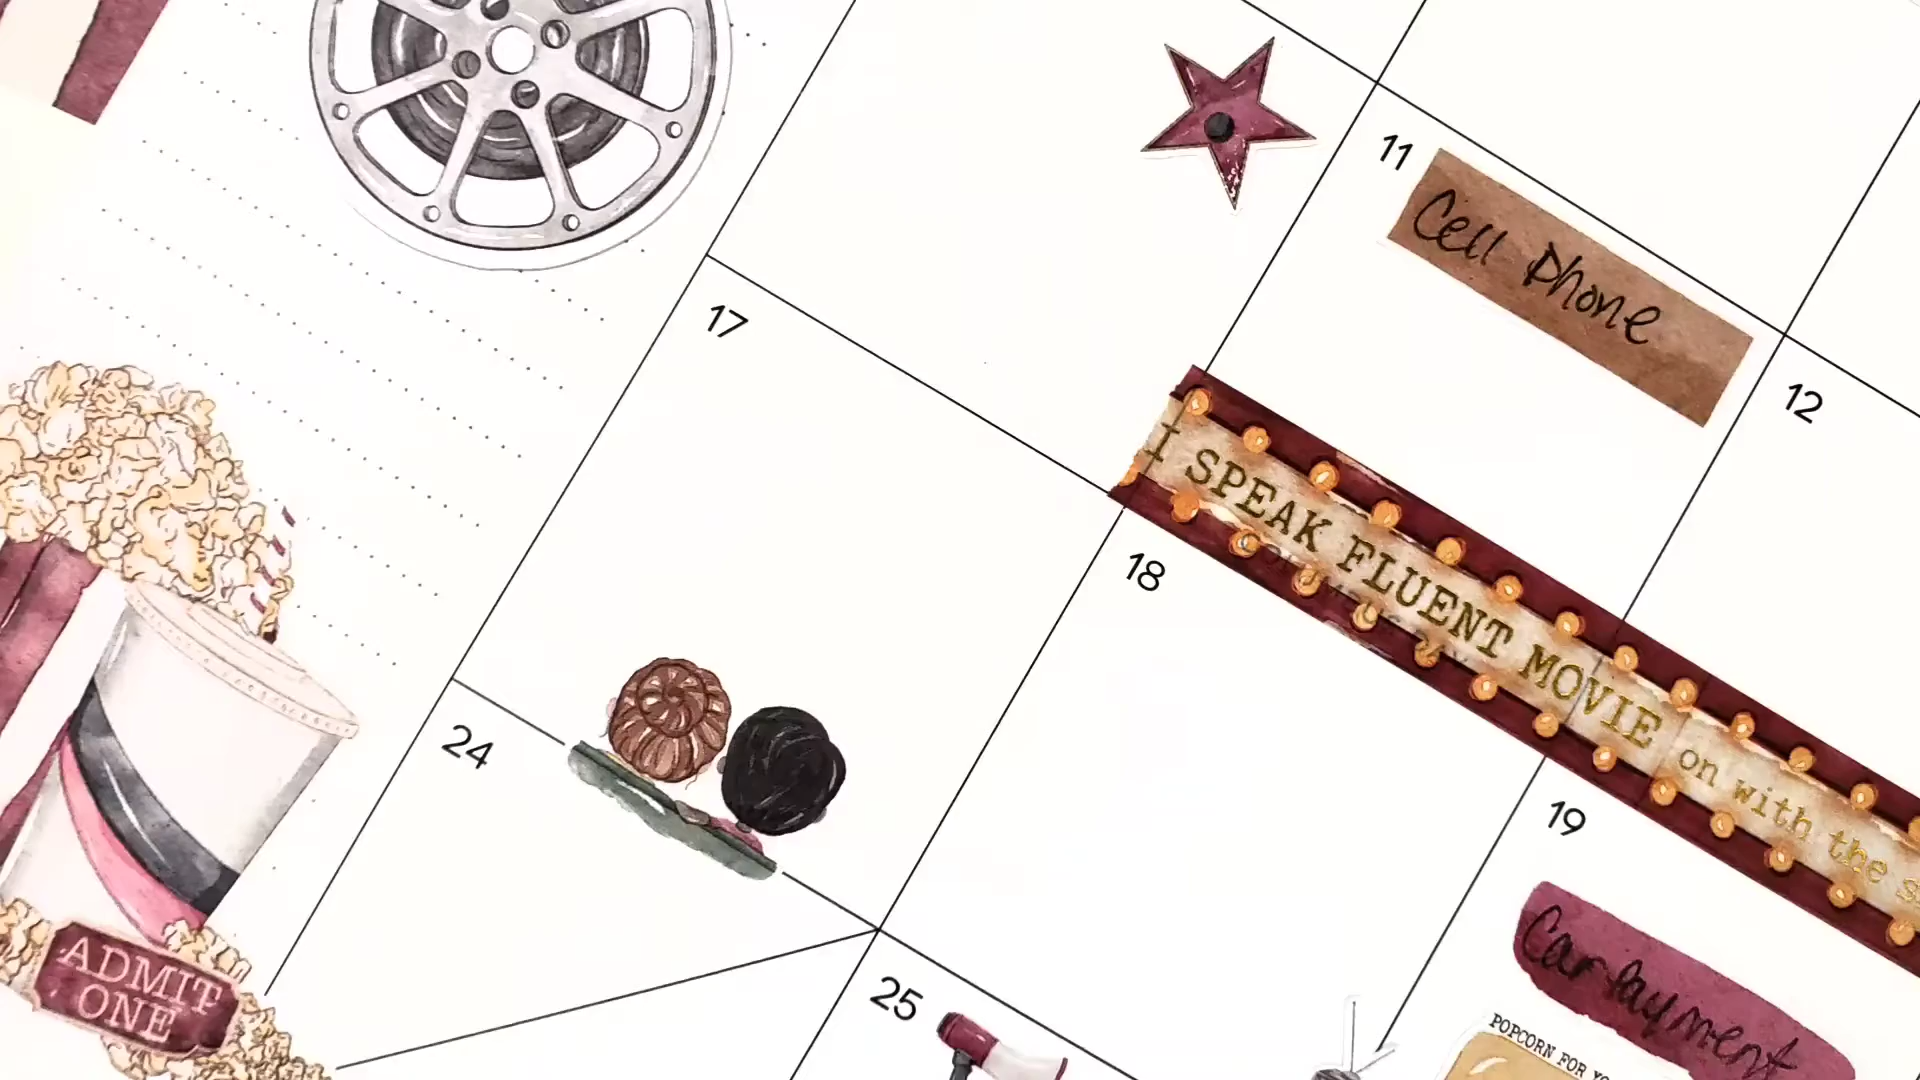 11
Cell Phone
17
12
I SPEAK FLUENT MOVIE
on with the
18
24
19
Car Payment
ADMIT
ONE
25
POPCORN FOR